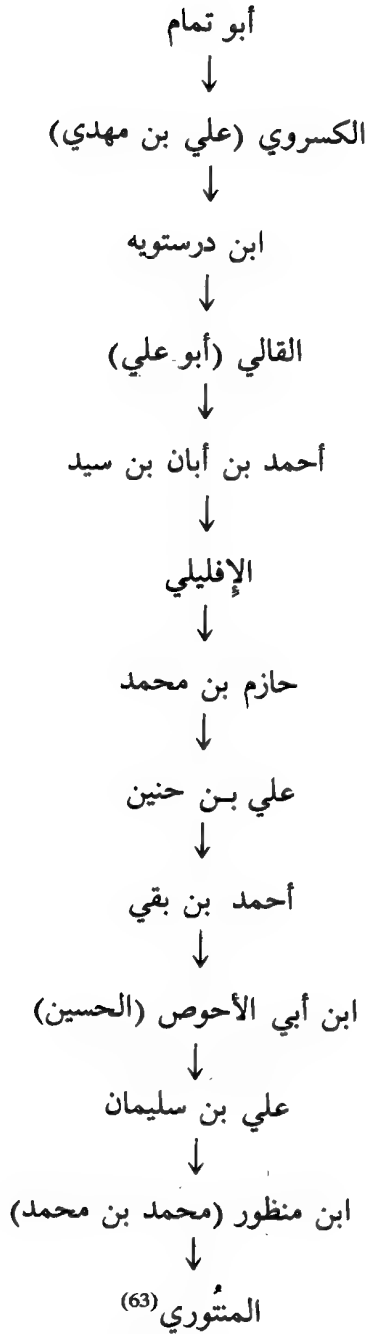 أبو تمام
↓
الكسروي (علي بن مهدي)
↓
ابن درستويه
↓
القالي (أبو علي)
↓
أحمد بن أبان بن سيد
↓
الإفليلي
↓
حازم بن محمد
↓
علي بن حنين
↓
أحمد بن بقي
↓
ابن أبي الأحوص (الحسين)
↓
علي بن سليمان
↓
ابن منظور (محمد بن محمد)
↓
المنتُوري(63)